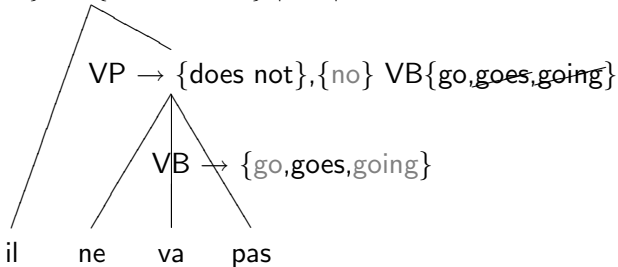 VP → {does not},{no} VB{go,goes,going}
VB → {go,goes,going}
il ne va pas